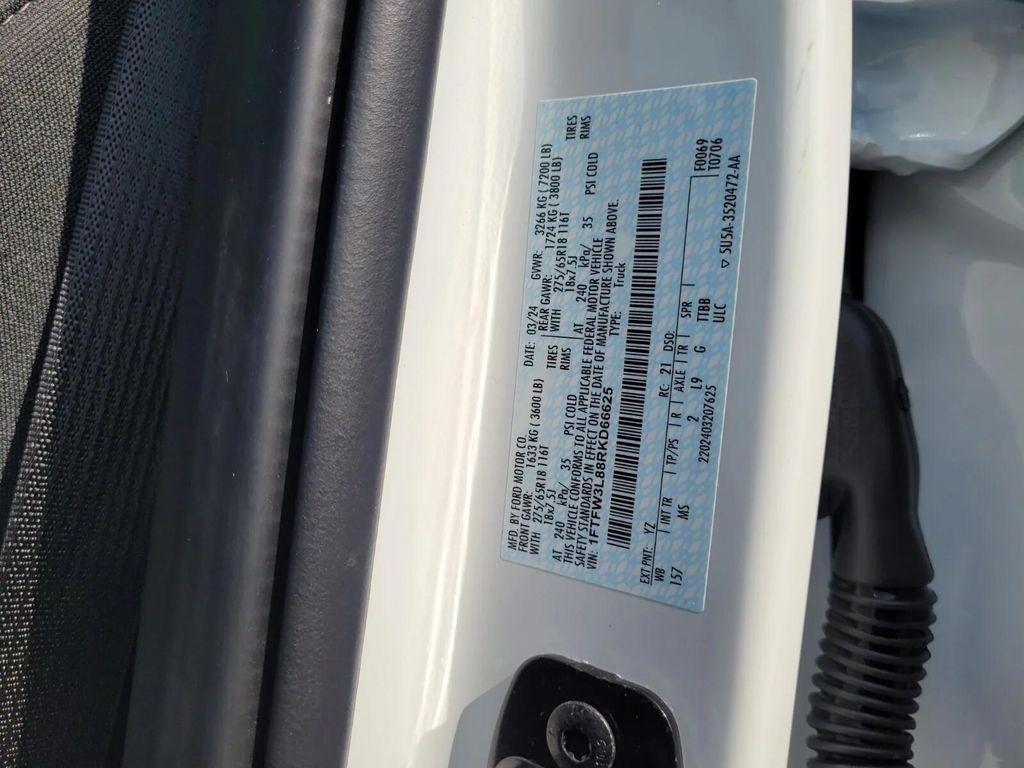 MFD. BY FORD MOTOR CO.
DATE: 03/24 GVWR: 3266 KG ( 7200 LB)
FRONT GAWR: 1633 KG ( 3600 LB) REAR GAWR: 1724 KG ( 3800 LB)
WITH 275/65R18 116T TIRES WITH 275/65R18 116T TIRES
18x7.5J RIMS 18x7.5J RIMS
AT 240 kPa/ 35 PSI COLD AT 240 kPa/ 35 PSI COLD
THIS VEHICLE CONFORMS TO ALL APPLICABLE FEDERAL MOTOR VEHICLE
SAFETY STANDARDS IN EFFECT ON THE DATE OF MANUFACTURE SHOWN ABOVE.
VIN: 1FTFW3L88RKD66625 TYPE: Truck
EXT PNT: YZ RC: 21 DSO: F0069
WB INT TR TP/PS R AXLE TR SPR T0706
157 MS 2 L9 G TTBB
2202403207625 ULC ▽ 5U5A-3520472-AA